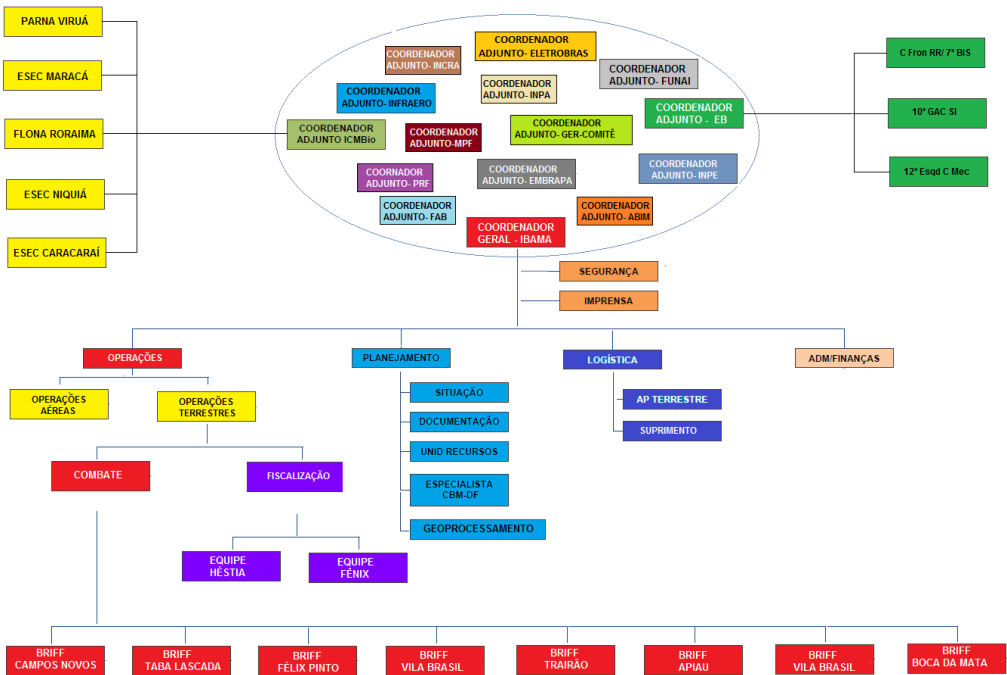 PARNA VIRUÁ
ESEC MARACÁ
FLONA RORAIMA
ESEC NIQUIÁ
ESEC CARACARAÍ
COORDENADOR
ADJUNTO- ELETROBRAS
COORDENADOR
ADJUNTO- INCRA
COORDENADOR
ADJUNTO- FUNAI
COORDENADOR
ADJUNTO- INPA
COORDENADOR
ADJUNTO- INFRAERO
COORDENADOR
ADJUNTO - EB
COORDENADOR
ADJUNTO ICMBio
COORDENADOR
ADJUNTO-MPF
COORDENADOR
ADJUNTO- GER-COMITÊ
COORNADOR
ADJUNTO- PRF
COORDENADOR
ADJUNTO- EMBRAPA
COORDENADOR
ADJUNTO- INPE
COORDENADOR
ADJUNTO- FAB
COORDENADOR
ADJUNTO- ABIM
COORDENADOR
GERAL - IBAMA
C Fron RR/ 7º BIS
10º GAC SI
12º Esqd C Mec
SEGURANÇA
IMPRENSA
OPERAÇÕES
PLANEJAMENTO
LOGÍSTICA
ADM/FINANÇAS
OPERAÇÕES
AÉREAS
OPERAÇÕES
TERRESTRES
SITUAÇÃO
DOCUMENTAÇÃO
UNID RECURSOS
ESPECIALISTA
CBM-DF
GEOPROCESSAMENTO
AP TERRESTRE
SUPRIMENTO
COMBATE
FISCALIZAÇÃO
EQUIPE
HÉSTIA
EQUIPE
FÊNIX
BRIFF
CAMPOS NOVOS
BRIFF
TABA LASCADA
BRIFF
FÉLIX PINTO
BRIFF
VILA BRASIL
BRIFF
TRAIRÃO
BRIFF
APIAU
BRIFF
VILA BRASIL
BRIFF
BOCA DA MATA